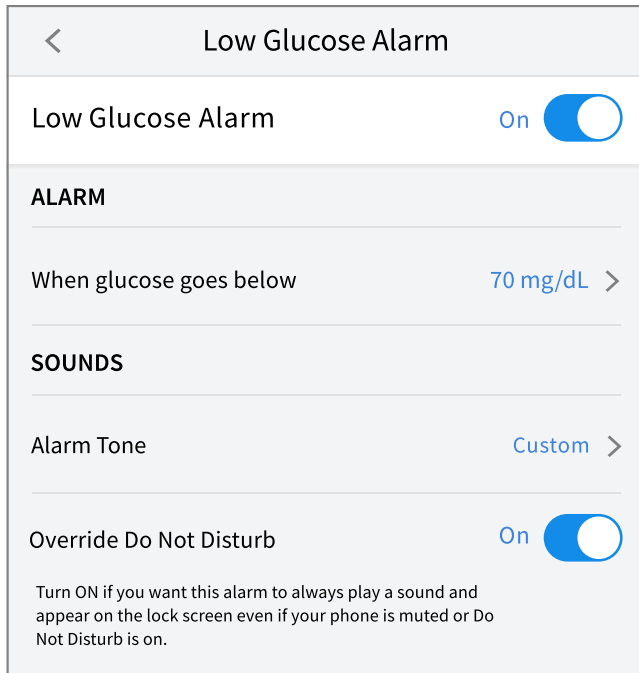 Low Glucose Alarm
Low Glucose Alarm On
ALARM
When glucose goes below 70 mg/dL
SOUNDS
Alarm Tone Custom
Override Do Not Disturb On
Turn ON if you want this alarm to always play a sound and
appear on the lock screen even if your phone is muted or Do
Not Disturb is on.